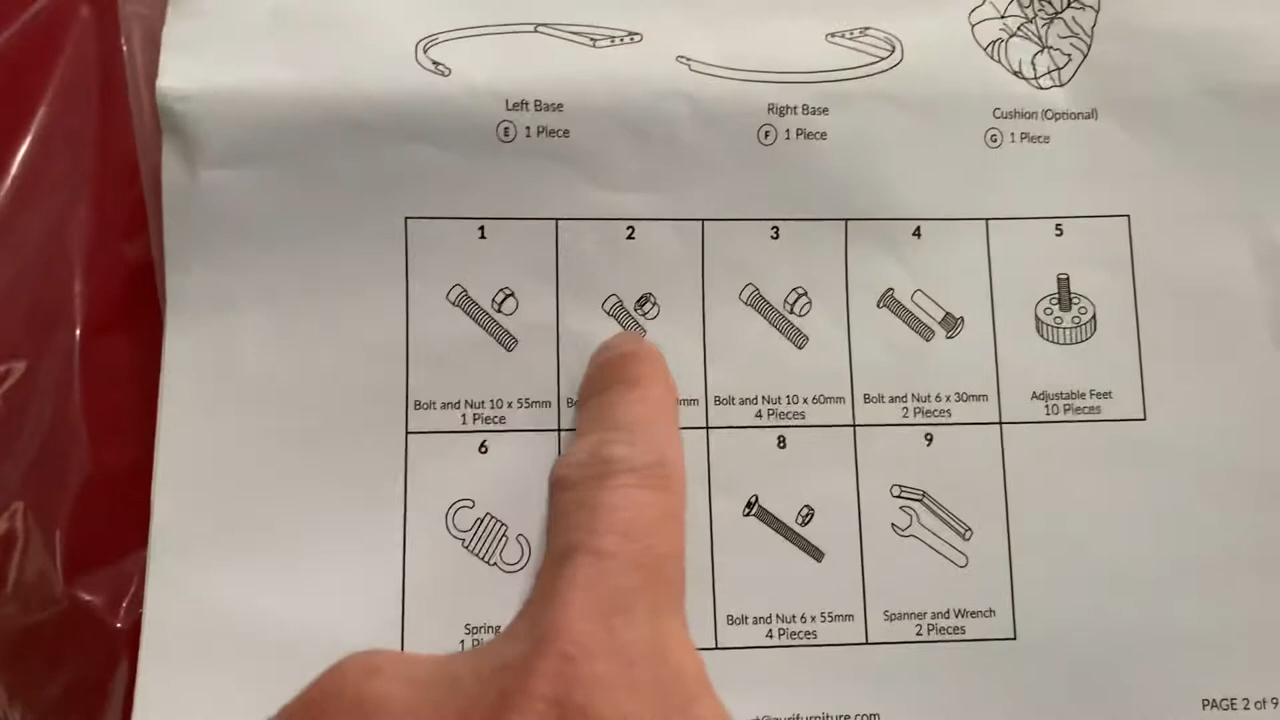 Left Base
E 1 Piece
Right Base
F 1 Piece
Cushion (Optional)
G 1 Piece
1
Bolt and Nut 10 x 55mm
1 Piece
2
3
Bolt and Nut 10 x 60mm
4 Pieces
4
Bolt and Nut 6 x 30mm
2 Pieces
5
Adjustable Feet
10 Pieces
6
Spring
1
8
Bolt and Nut 6 x 55mm
4 Pieces
9
Spanner and Wrench
2 Pieces
PAGE 2 of 9